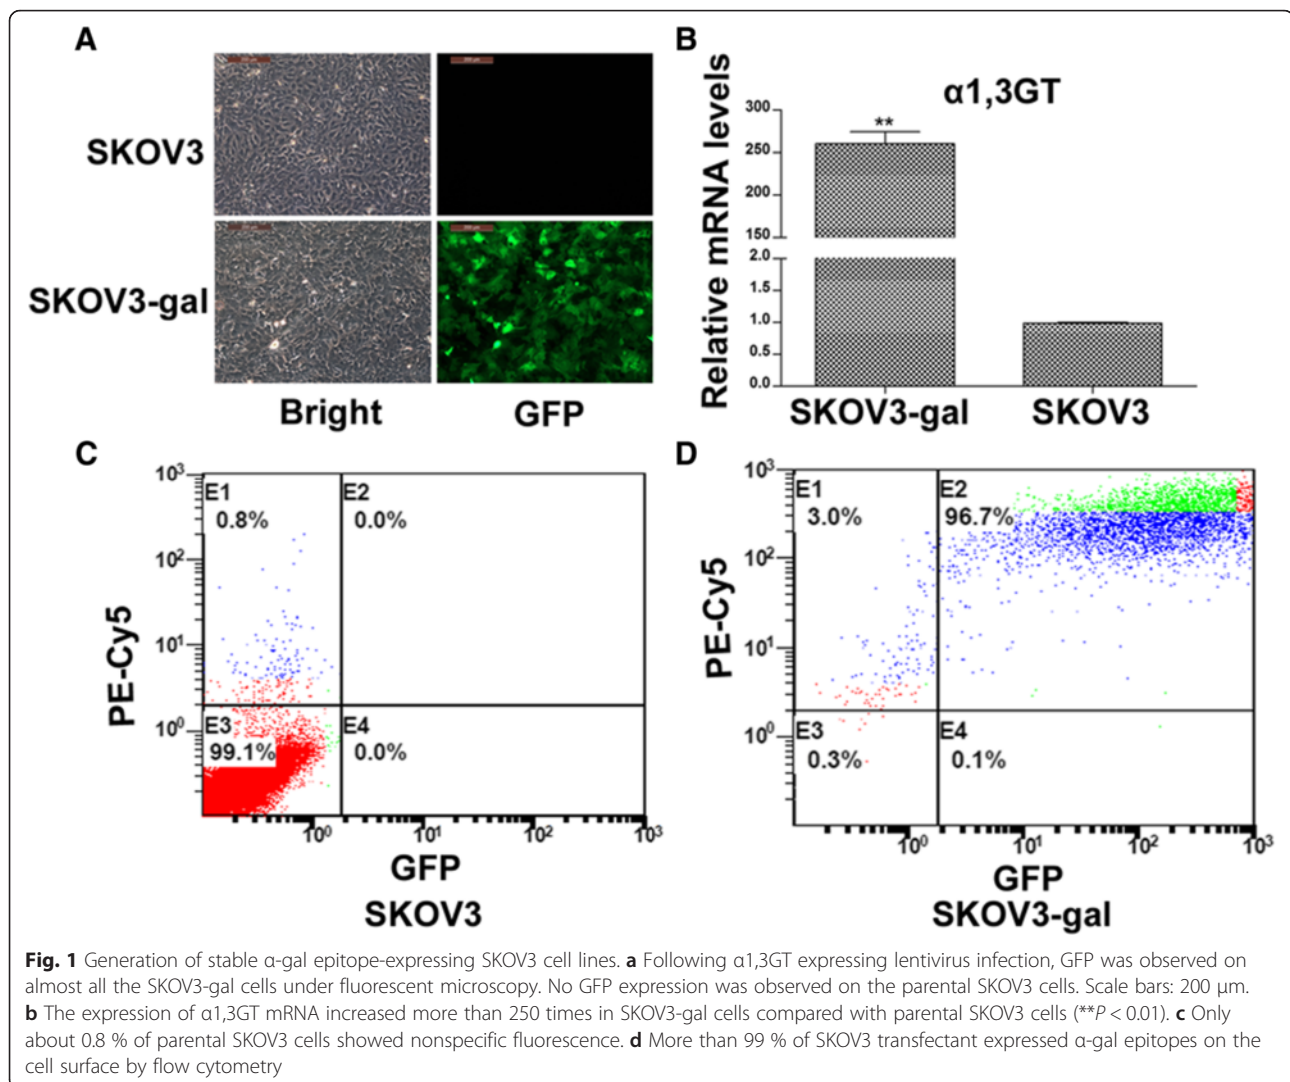 A
SKOV3
SKOV3-gal
Bright
GFP
B
α1,3GT
Relative mRNA levels
300
250
200
150
2.0
1.5
1.0
0.5
0.0
**
SKOV3-gal
SKOV3
C
PE-Cy5
10³
10²
10¹
10⁰
E1
0.8%
E2
0.0%
E3
99.1%
E4
0.0%
10⁰
10¹
10²
10³
GFP
SKOV3
D
PE-Cy5
10³
10²
10¹
10⁰
E1
3.0%
E2
96.7%
E3
0.3%
E4
0.1%
10⁰
10¹
10²
10³
GFP
SKOV3-gal
Fig. 1 Generation of stable α-gal epitope-expressing SKOV3 cell lines. a Following α1,3GT expressing lentivirus infection, GFP was observed on
almost all the SKOV3-gal cells under fluorescent microscopy. No GFP expression was observed on the parental SKOV3 cells. Scale bars: 200 μm.
b The expression of α1,3GT mRNA increased more than 250 times in SKOV3-gal cells compared with parental SKOV3 cells (**P < 0.01). c Only
about 0.8 % of parental SKOV3 cells showed nonspecific fluorescence. d More than 99 % of SKOV3 transfectant expressed α-gal epitopes on the
cell surface by flow cytometry